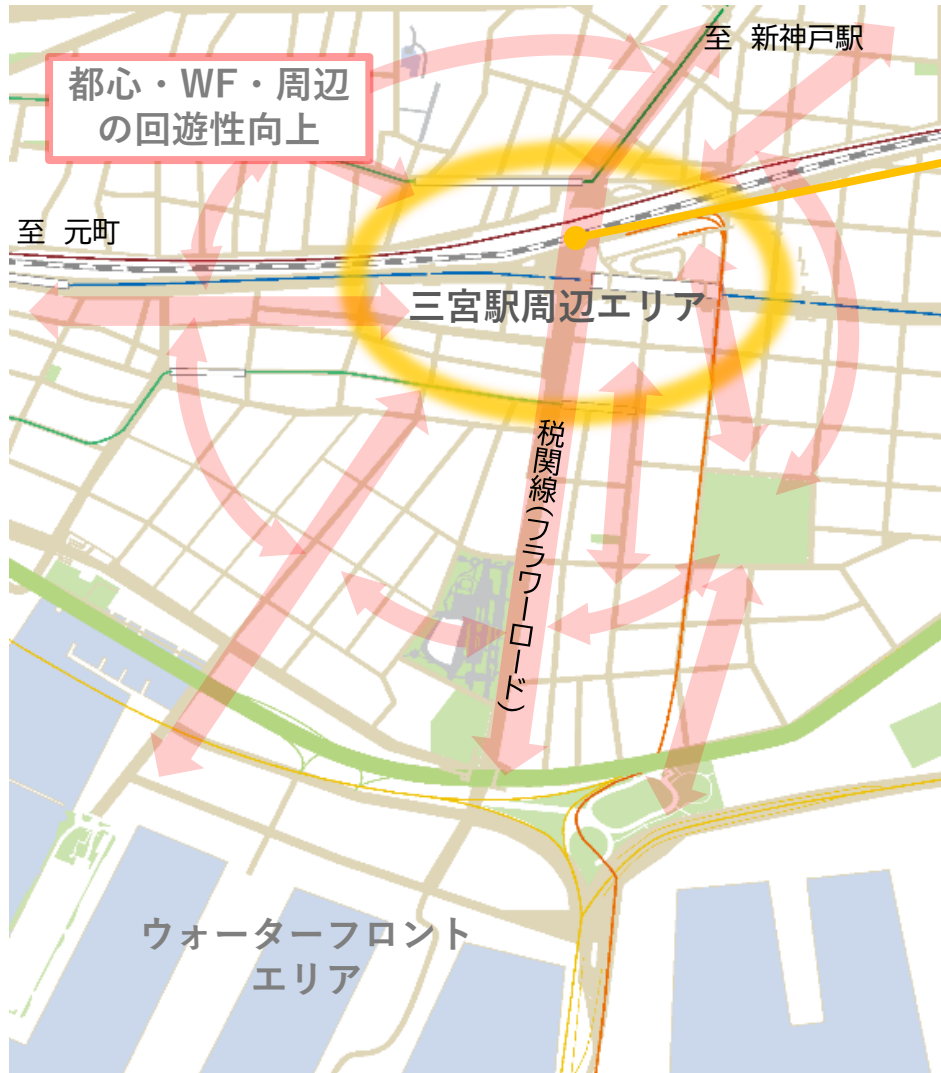 至 新神戸駅
都心・WF・周辺
の回遊性向上
至 元町
三宮駅周辺エリア
税関線(フラワーロード)
ウォーターフロント
エリア